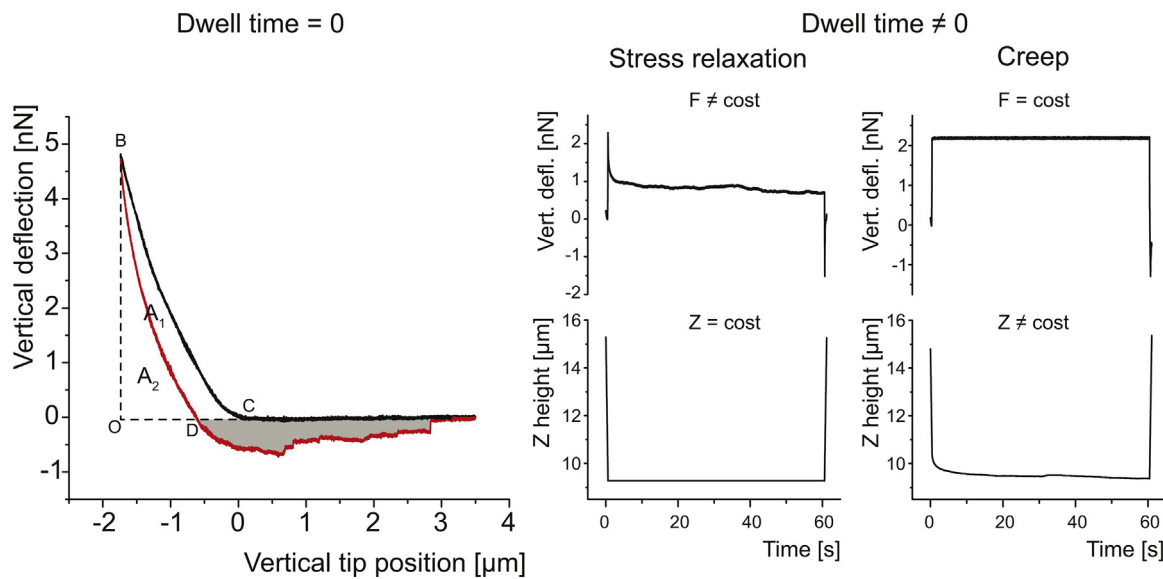 Dwell time = 0
Dwell time ≠ 0
Stress relaxation
Creep
Vertical deflection [nN]
5
4
3
2
1
0
-1
B
A1
A2
O
D
C
-2 -1 0 1 2 3 4
Vertical tip position [µm]
F ≠ cost
Vert. defl. [nN]
2
1
0
-1
-2
F = cost
Vert. defl. [nN]
2
1
0
-1
Z = cost
Z height [µm]
16
14
12
10
0 20 40 60
Time [s]
Z ≠ cost
Z height [µm]
16
14
12
10
0 20 40 60
Time [s]